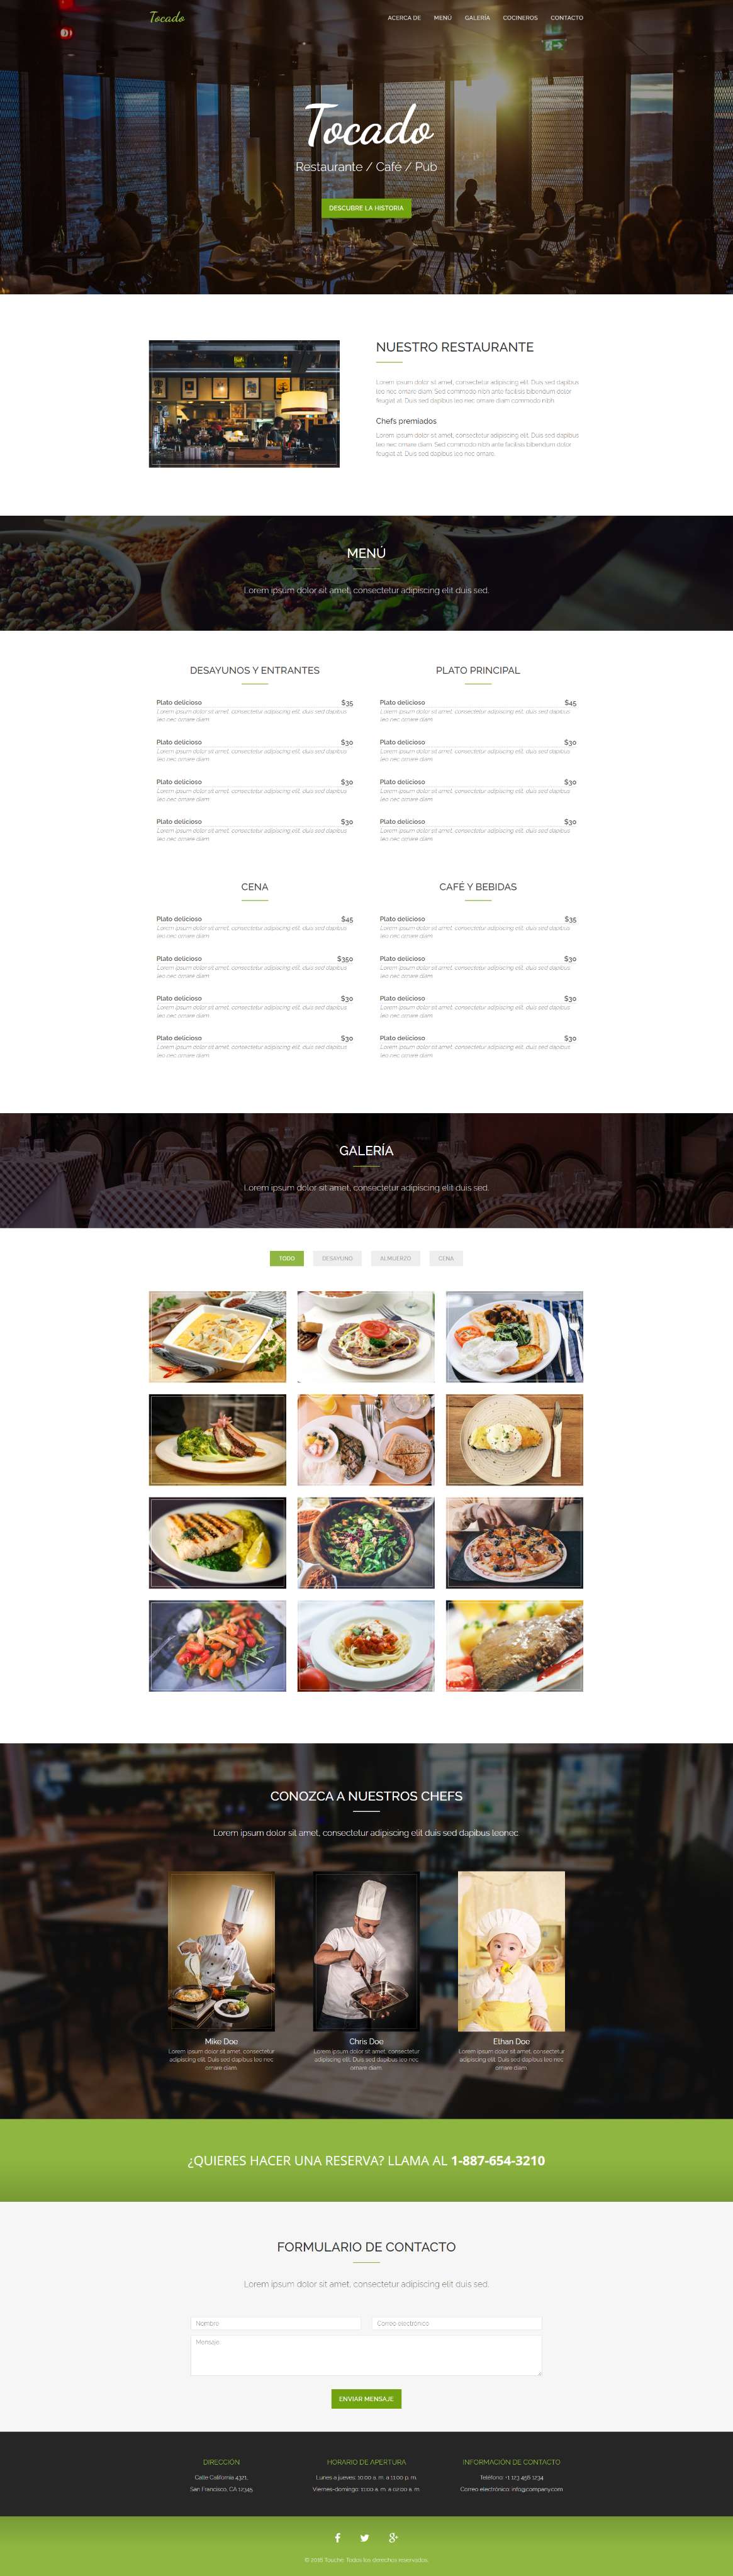 Tocado
ACERCA DE MENÚ GALERÍA COCINEROS CONTACTO
Tocado
Restaurante / Café / Pub
DESCUBRE LA HISTORIA
NUESTRO RESTAURANTE
Lorem ipsum dolor sit amet, consectetur adipiscing elit. Duis sed dapibus
leo nec ornare diam. Sed commodo nibh ante facilisis bibendum dolor
feugiat at. Duis sed dapibus leo nec ornare diam commodo nibh.
Chefs premiados
Lorem ipsum dolor sit amet, consectetur adipiscing elit. Duis sed dapibus
leo nec ornare diam. Sed commodo nibh ante facilisis bibendum dolor
feugiat at. Duis sed dapibus leo nec ornare.
MENÚ
Lorem ipsum dolor sit amet, consectetur adipiscing elit duis sed.
DESAYUNOS Y ENTRANTES
Plato delicioso $35
Lorem ipsum dolor sit amet, consectetur adipiscing elit, duis sed dapibus
leo nec ornare diam.
Plato delicioso $30
Lorem ipsum dolor sit amet, consectetur adipiscing elit, duis sed dapibus
leo nec ornare diam.
Plato delicioso $30
Lorem ipsum dolor sit amet, consectetur adipiscing elit, duis sed dapibus
leo nec ornare diam.
Plato delicioso $30
Lorem ipsum dolor sit amet, consectetur adipiscing elit, duis sed dapibus
leo nec ornare diam.
PLATO PRINCIPAL
Plato delicioso $45
Lorem ipsum dolor sit amet, consectetur adipiscing elit, duis sed dapibus
leo nec ornare diam.
Plato delicioso $30
Lorem ipsum dolor sit amet, consectetur adipiscing elit, duis sed dapibus
leo nec ornare diam.
Plato delicioso $30
Lorem ipsum dolor sit amet, consectetur adipiscing elit, duis sed dapibus
leo nec ornare diam.
Plato delicioso $30
Lorem ipsum dolor sit amet, consectetur adipiscing elit, duis sed dapibus
leo nec ornare diam.
CENA
Plato delicioso $45
Lorem ipsum dolor sit amet, consectetur adipiscing elit, duis sed dapibus
leo nec ornare diam.
Plato delicioso $350
Lorem ipsum dolor sit amet, consectetur adipiscing elit, duis sed dapibus
leo nec ornare diam.
Plato delicioso $30
Lorem ipsum dolor sit amet, consectetur adipiscing elit, duis sed dapibus
leo nec ornare diam.
Plato delicioso $30
Lorem ipsum dolor sit amet, consectetur adipiscing elit, duis sed dapibus
leo nec ornare diam.
CAFÉ Y BEBIDAS
Plato delicioso $35
Lorem ipsum dolor sit amet, consectetur adipiscing elit, duis sed dapibus
leo nec ornare diam.
Plato delicioso $30
Lorem ipsum dolor sit amet, consectetur adipiscing elit, duis sed dapibus
leo nec ornare diam.
Plato delicioso $30
Lorem ipsum dolor sit amet, consectetur adipiscing elit, duis sed dapibus
leo nec ornare diam.
Plato delicioso $30
Lorem ipsum dolor sit amet, consectetur adipiscing elit, duis sed dapibus
leo nec ornare diam.
GALERÍA
Lorem ipsum dolor sit amet, consectetur adipiscing elit duis sed.
TODO DESAYUNO ALMUERZO CENA
CONOZCA A NUESTROS CHEFS
Lorem ipsum dolor sit amet, consectetur adipiscing elit duis sed dapibus leonec.
Mike Doe
Lorem ipsum dolor sit amet, consectetur
adipiscing elit. Duis sed dapibus leo nec
ornare diam.
Chris Doe
Lorem ipsum dolor sit amet, consectetur
adipiscing elit. Duis sed dapibus leo nec
ornare diam.
Ethan Doe
Lorem ipsum dolor sit amet, consectetur
adipiscing elit. Duis sed dapibus leo nec
ornare diam.
¿QUIERES HACER UNA RESERVA? LLAMA AL 1-887-654-3210
FORMULARIO DE CONTACTO
Lorem ipsum dolor sit amet, consectetur adipiscing elit duis sed.
Nombre
Correo electrónico
Mensaje
ENVIAR MENSAJE
DIRECCIÓN
Calle California 4321,
San Francisco, CA 12345
HORARIO DE APERTURA
Lunes a jueves: 10:00 a. m. a 11:00 p. m.
Viernes-domingo: 11:00 a. m. a 02:00 a. m.
INFORMACIÓN DE CONTACTO
Teléfono: +1 123 456 1234
Correo electrónico: info@company.com
© 2016 Touché. Todos los derechos reservados.